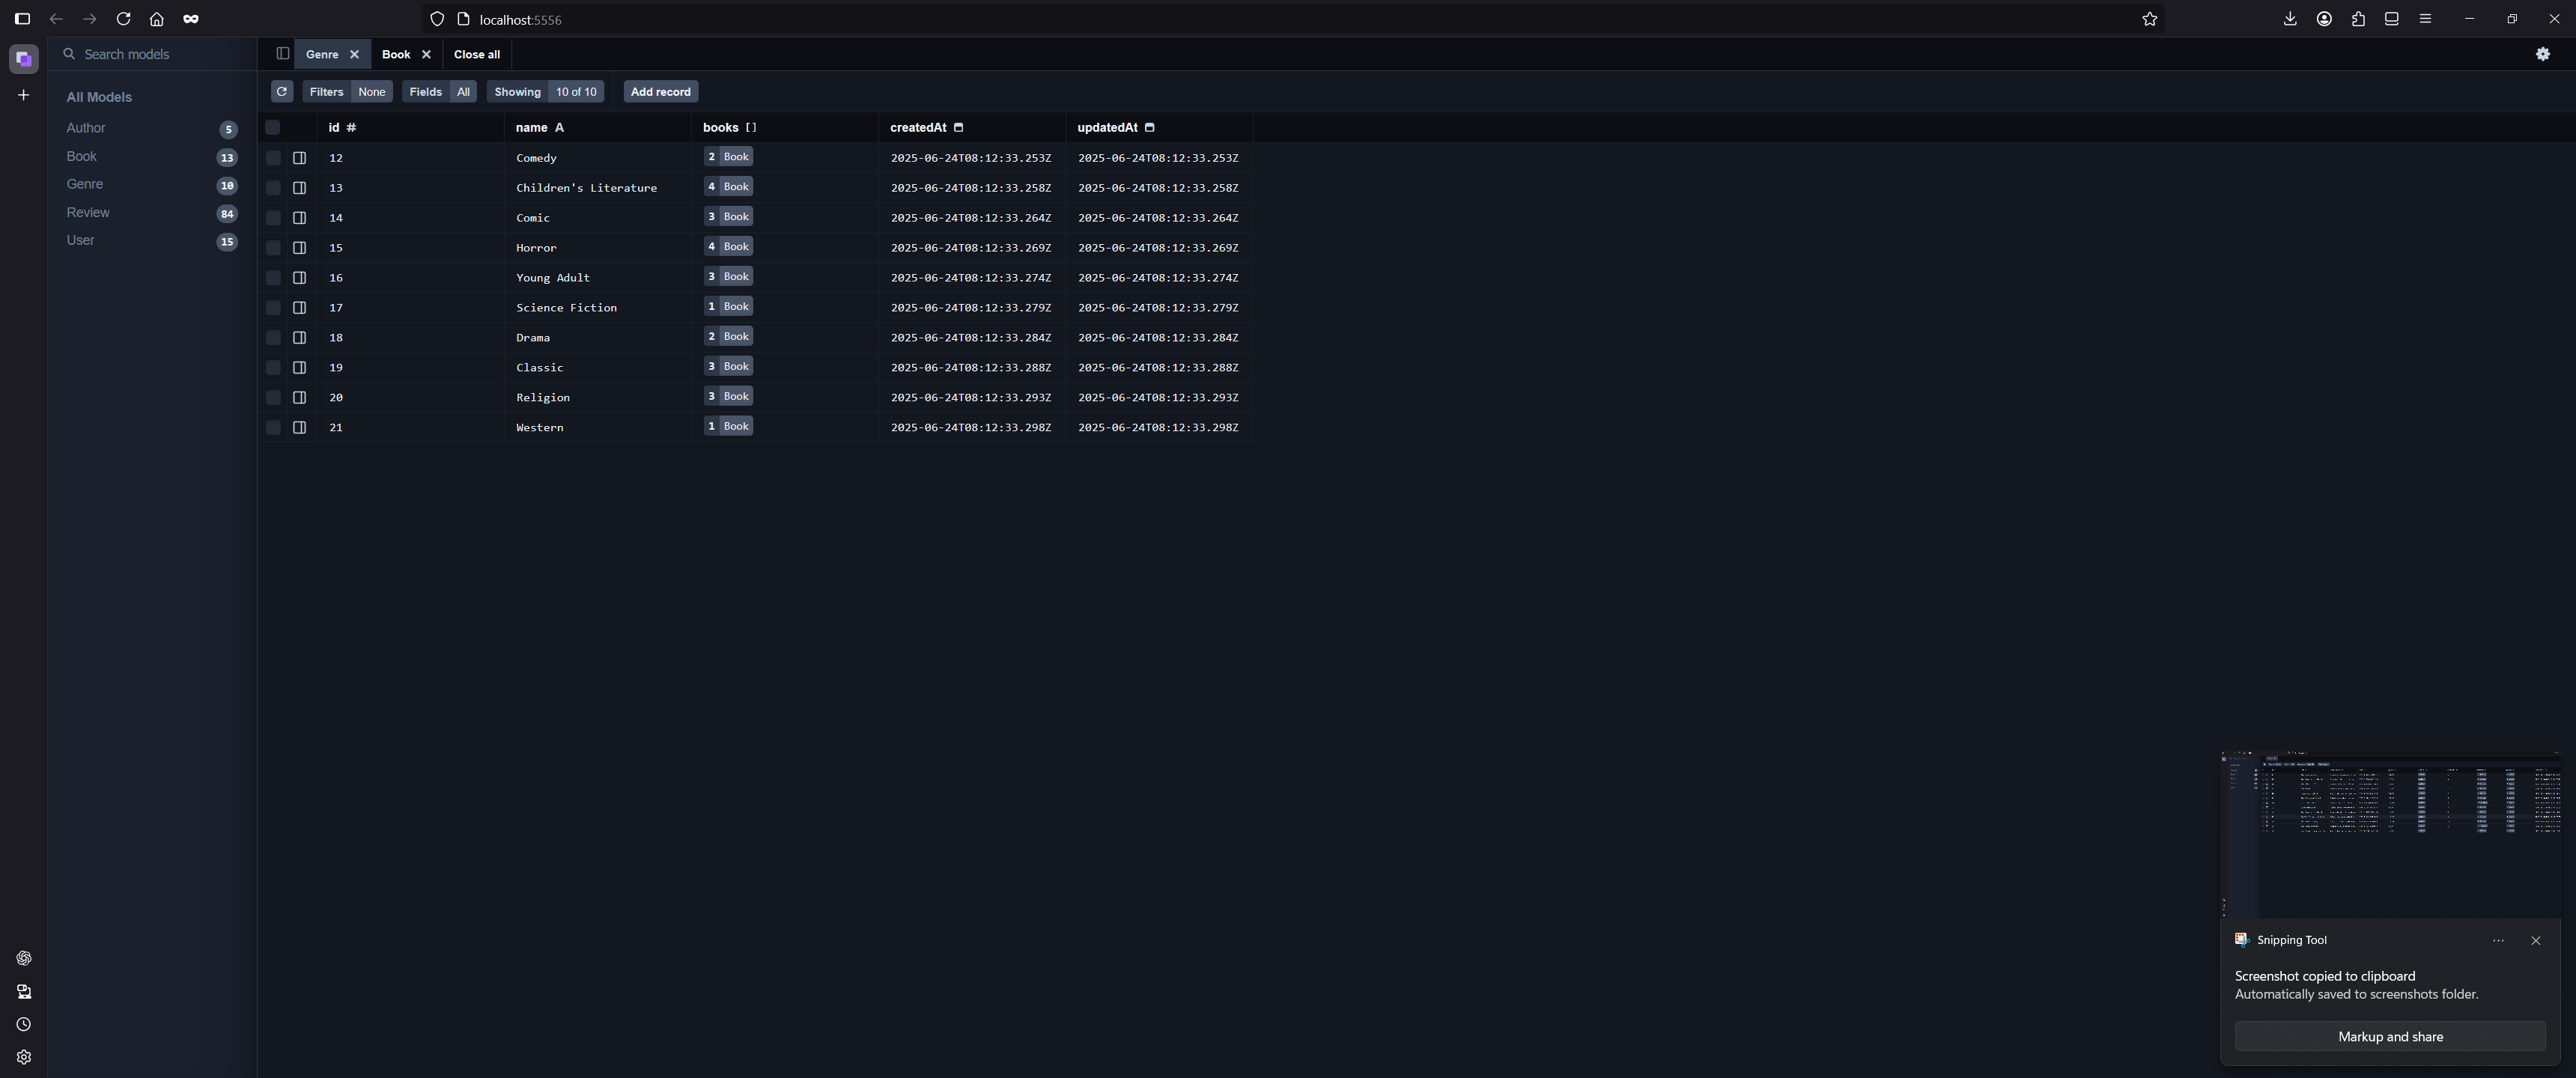 localhost:5556
Search models
Genre Book Close all
Filters None Fields All Showing 10 of 10 Add record
All Models
Author 5
Book 13
Genre 10
Review 84
User 15
id # name A books [] createdAt updatedAt
12 Comedy 2 Book 2025-06-24T08:12:33.253Z 2025-06-24T08:12:33.253Z
13 Children's Literature 4 Book 2025-06-24T08:12:33.258Z 2025-06-24T08:12:33.258Z
14 Comic 3 Book 2025-06-24T08:12:33.264Z 2025-06-24T08:12:33.264Z
15 Horror 4 Book 2025-06-24T08:12:33.269Z 2025-06-24T08:12:33.269Z
16 Young Adult 3 Book 2025-06-24T08:12:33.274Z 2025-06-24T08:12:33.274Z
17 Science Fiction 1 Book 2025-06-24T08:12:33.279Z 2025-06-24T08:12:33.279Z
18 Drama 2 Book 2025-06-24T08:12:33.284Z 2025-06-24T08:12:33.284Z
19 Classic 3 Book 2025-06-24T08:12:33.288Z 2025-06-24T08:12:33.288Z
20 Religion 3 Book 2025-06-24T08:12:33.293Z 2025-06-24T08:12:33.293Z
21 Western 1 Book 2025-06-24T08:12:33.298Z 2025-06-24T08:12:33.298Z
Snipping Tool
Screenshot copied to clipboard
Automatically saved to screenshots folder.
Markup and share